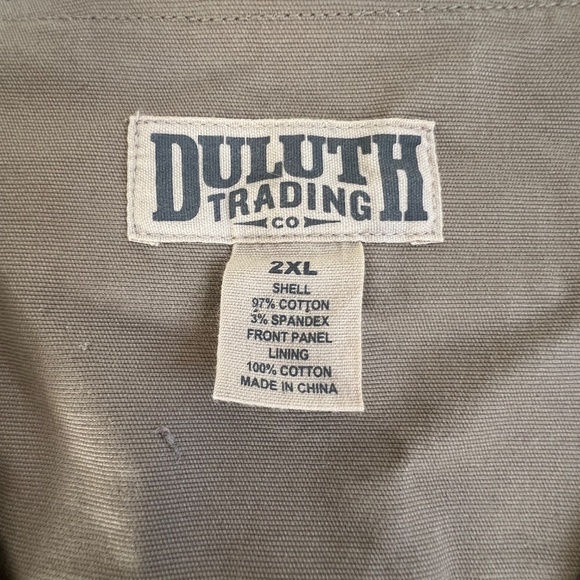 DULUTH
TRADING
CO
2XL
SHELL
97% COTTON
3% SPANDEX
FRONT PANEL
LINING
100% COTTON
MADE IN CHINA